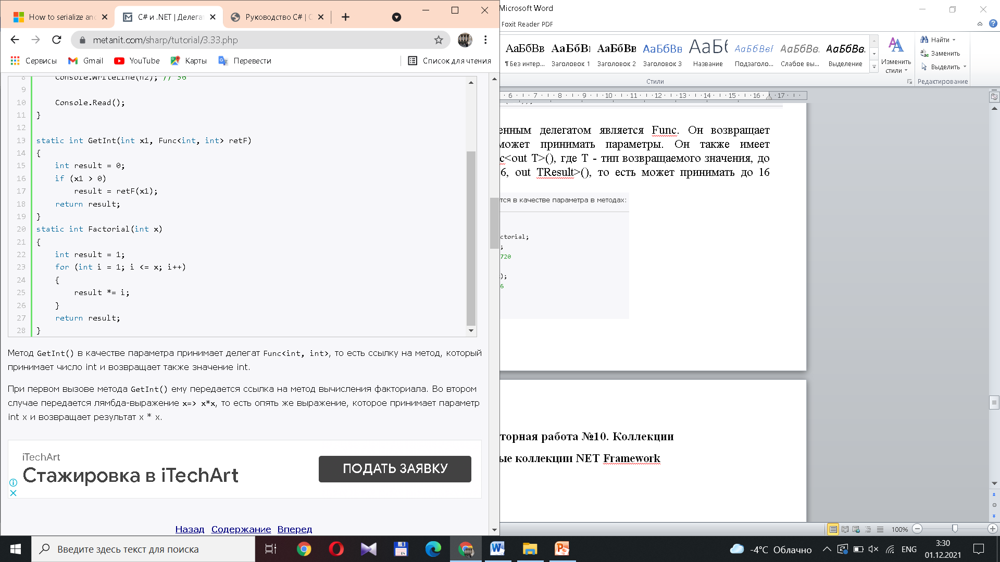 How to serialize an
C# и .NET | Делега
Руководство C# | С
metanit.com/sharp/tutorial/3.33.php
Сервисы
Gmail
YouTube
Карты
Перевести
Список для чтения
8 Console.WriteLine(n2); // 36
9
10 Console.Read();
11 }
12
13 static int GetInt(int x1, Func<int, int> retF)
14 {
15 int result = 0;
16 if (x1 > 0)
17 result = retF(x1);
18 return result;
19 }
20 static int Factorial(int x)
21 {
22 int result = 1;
23 for (int i = 1; i <= x; i++)
24 {
25 result *= i;
26 }
27 return result;
28 }
Метод GetInt() в качестве параметра принимает делегат Func<int, int>, то есть ссылку на метод, который
принимает число int и возвращает также значение int.
При первом вызове метода GetInt() ему передается ссылка на метод вычисления факториала. Во втором
случае передается лямбда-выражение x=> x*x, то есть опять же выражение, которое принимает параметр
int x и возвращает результат x * x.
iTechArt
Стажировка в iTechArt
ПОДАТЬ ЗАЯВКУ
Назад Содержание Вперед
Microsoft Word
Foxit Reader PDF
АаБбВв
АаБбВı
АаБбВв
АаБбВв
АаБб
АаБбВвІ
АаБбВв.
АаБбВв.
¶ Без интер...
Заголовок 1
Заголовок 2
Заголовок 3
Название
Подзаголо...
Слабое вы...
Выделение
Изменить
стили
Найти
Заменить
Выделить
Стили
Редактирование
6 7 8 9 10 11 12 13 14 15 16 17
енным делегатом является Func. Он возвращает
может принимать параметры. Он также имеет
c<out T>(), где T - тип возвращаемого значения, до
6, out TResult>(), то есть может принимать до 16
тся в качестве параметра в методах:
ctorial;
;
720
);
6
торная работа №10. Коллекции
ые коллекции NET Framework
100%
Введите здесь текст для поиска
-4°C Облачно
ENG
3:30
01.12.2021